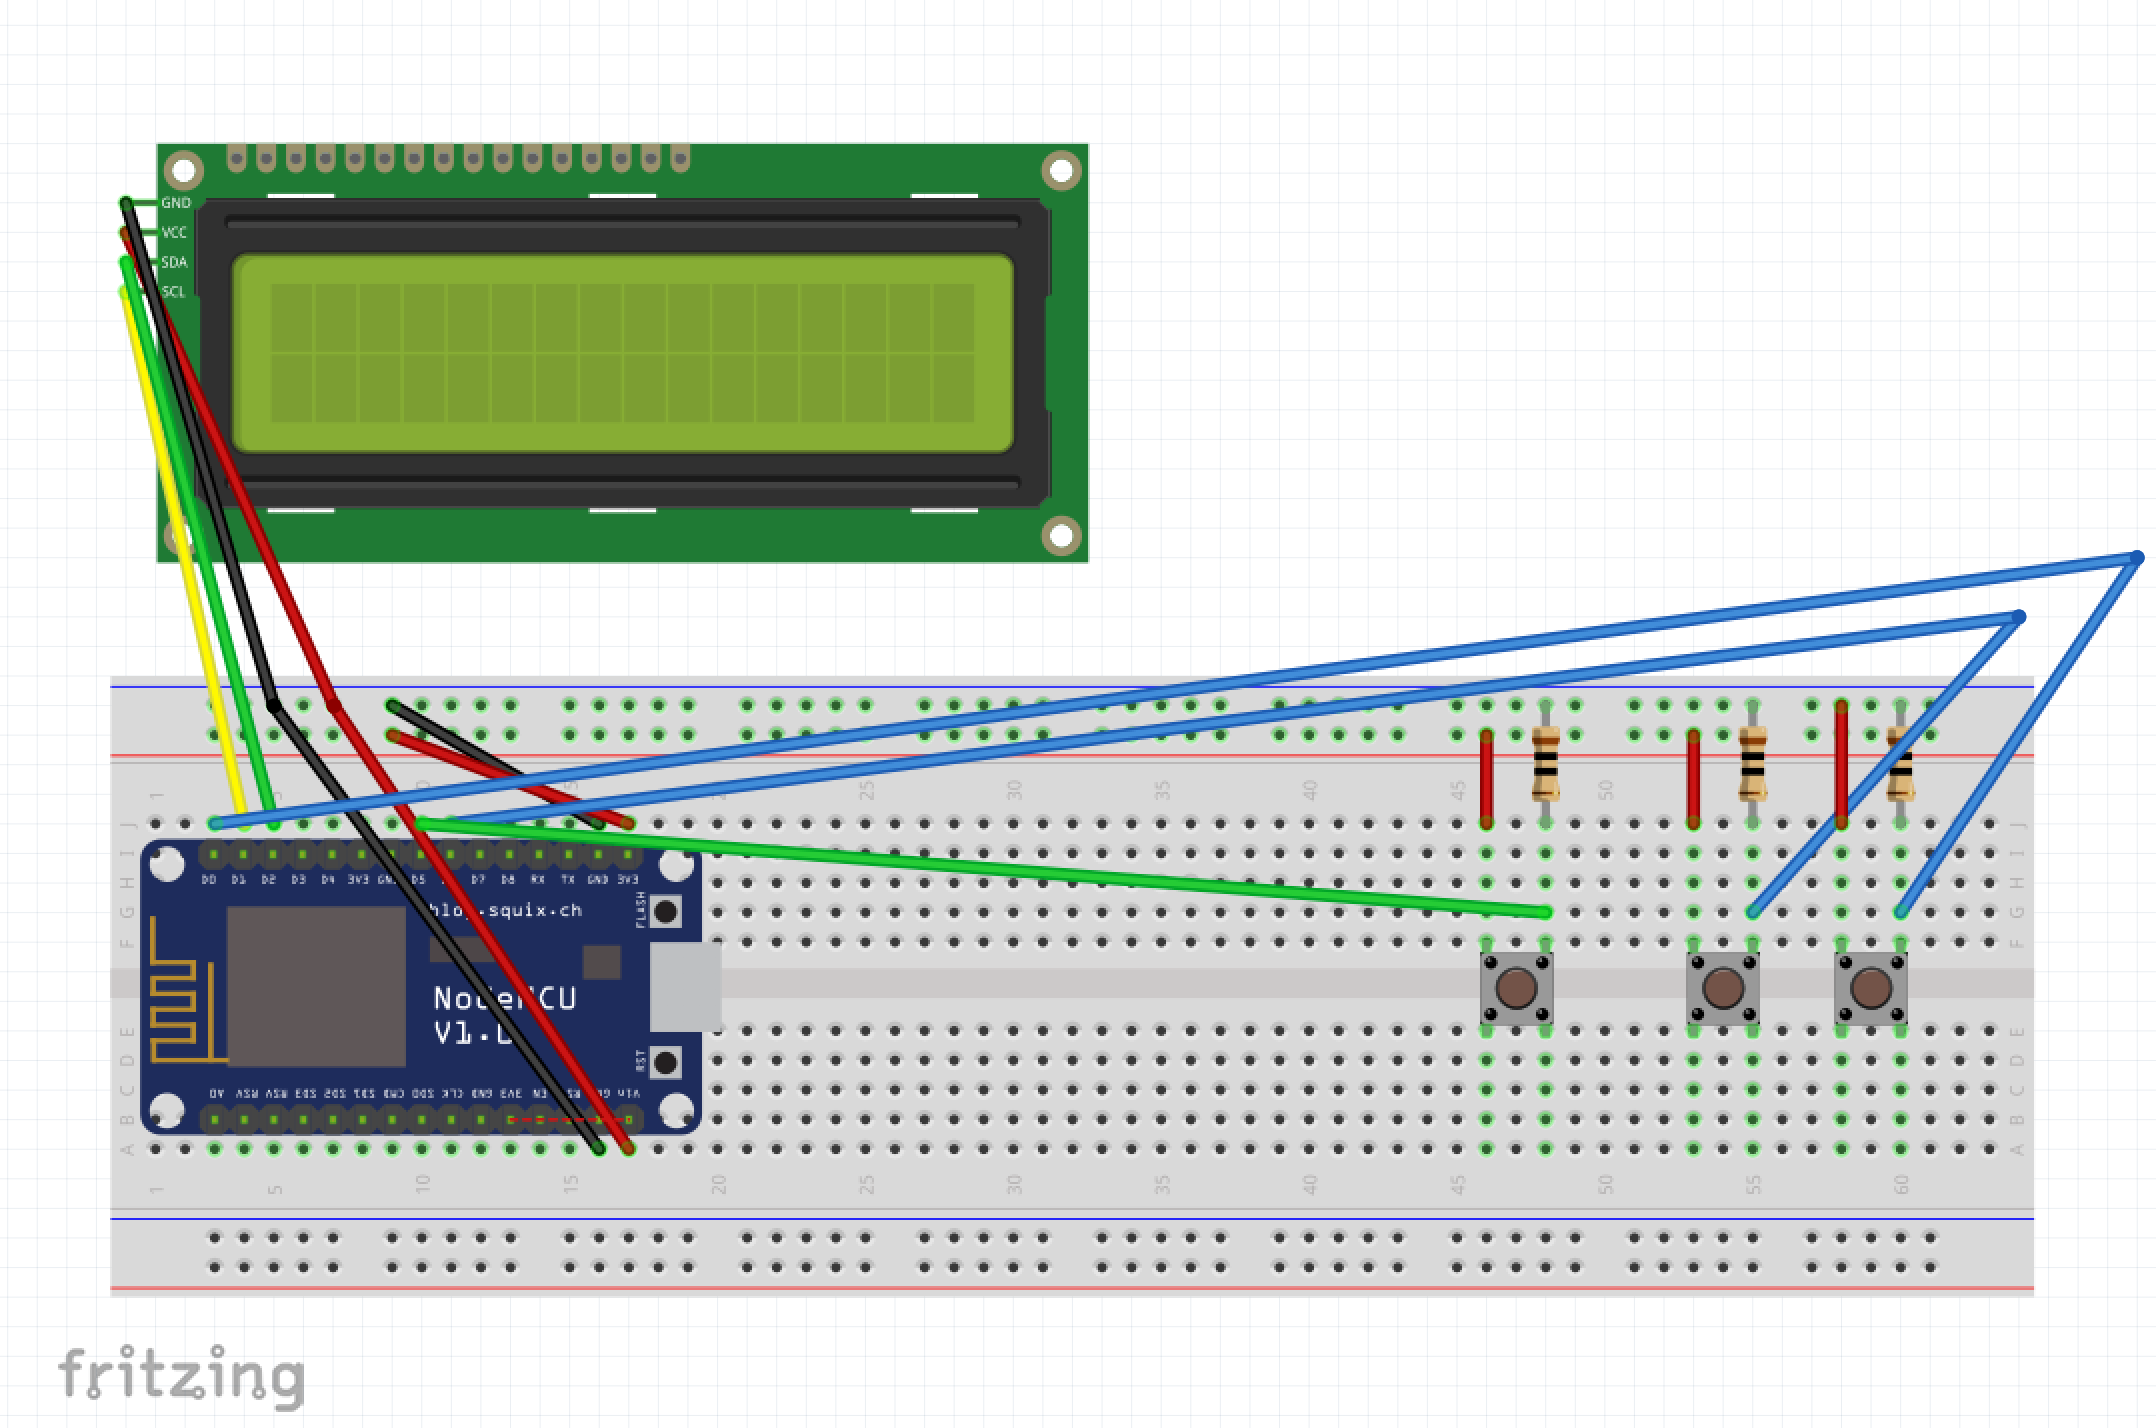 GND
VCC
SDA
SCL
1 5 10 15 20 25 30 35 40 45 50 55 60
J J
I I
D0 D1 D2 D3 D4 3V3 GND D5 D7 D8 RX TX GND 3V3
H H
blog.squix.ch
FLASH
G G
F F
NodeMCU
V1.0
E E
D D
RST
C C
A0 RSV RSV SD3 SD2 SD1 CMD SD0 CLK GND 3V3 EN RST GND Vin
B B
A A
1 5 10 15 20 25 30 35 40 45 50 55 60
fritzing